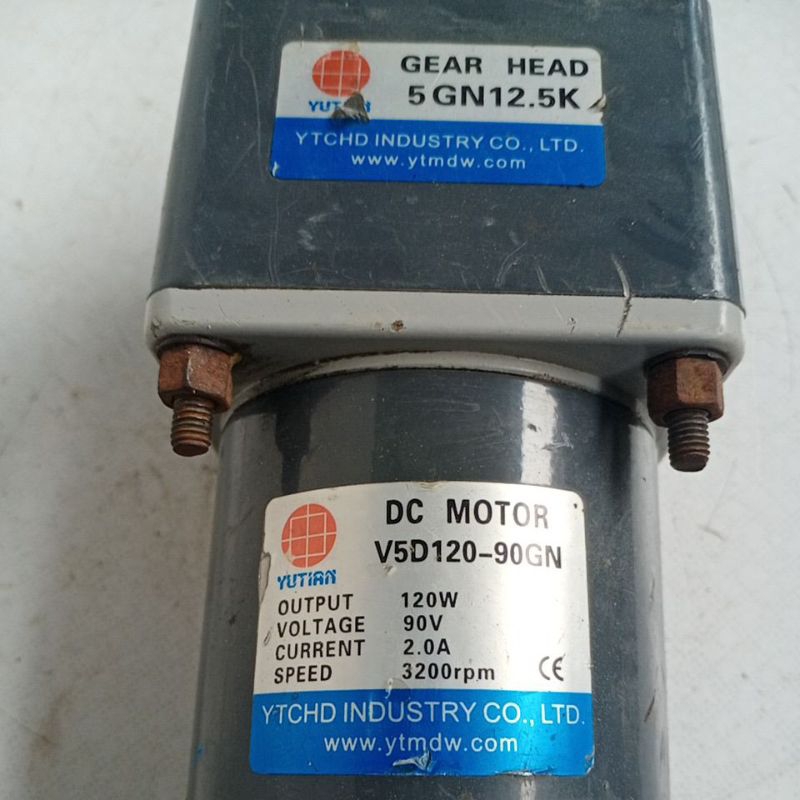 GEAR HEAD
5GN12.5K
YUTIAN
YTCHD INDUSTRY CO., LTD.
www.ytmdw.com
DC MOTOR
V5D120-90GN
YUTIAN
OUTPUT 120W
VOLTAGE 90V
CURRENT 2.0A
SPEED 3200rpm CE
YTCHD INDUSTRY CO., LTD.
www.ytmdw.com